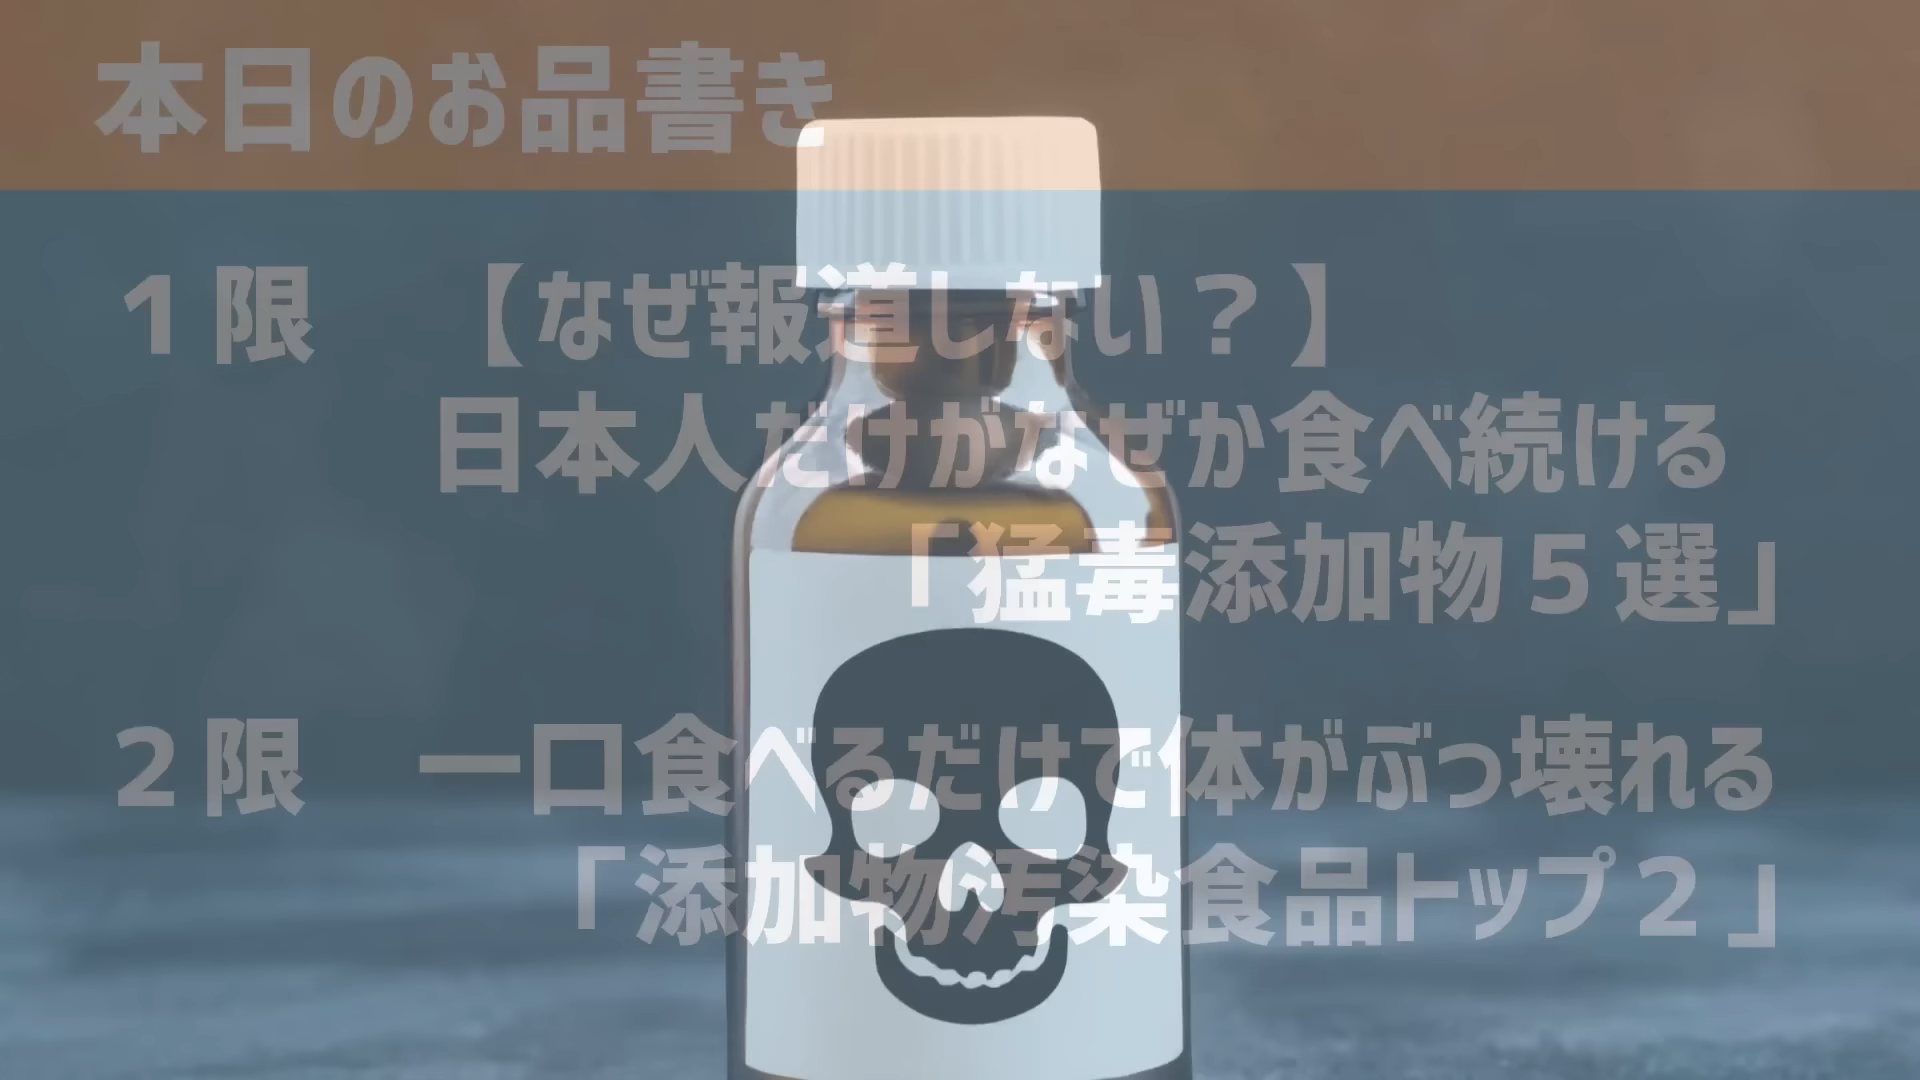 本日のお品書き
１限 【なぜ報道しない？】
日本人だけがなぜか食べ続ける
「猛毒添加物５選」
２限 一口食べるだけで体がぶっ壊れる
「添加物汚染食品トップ２」